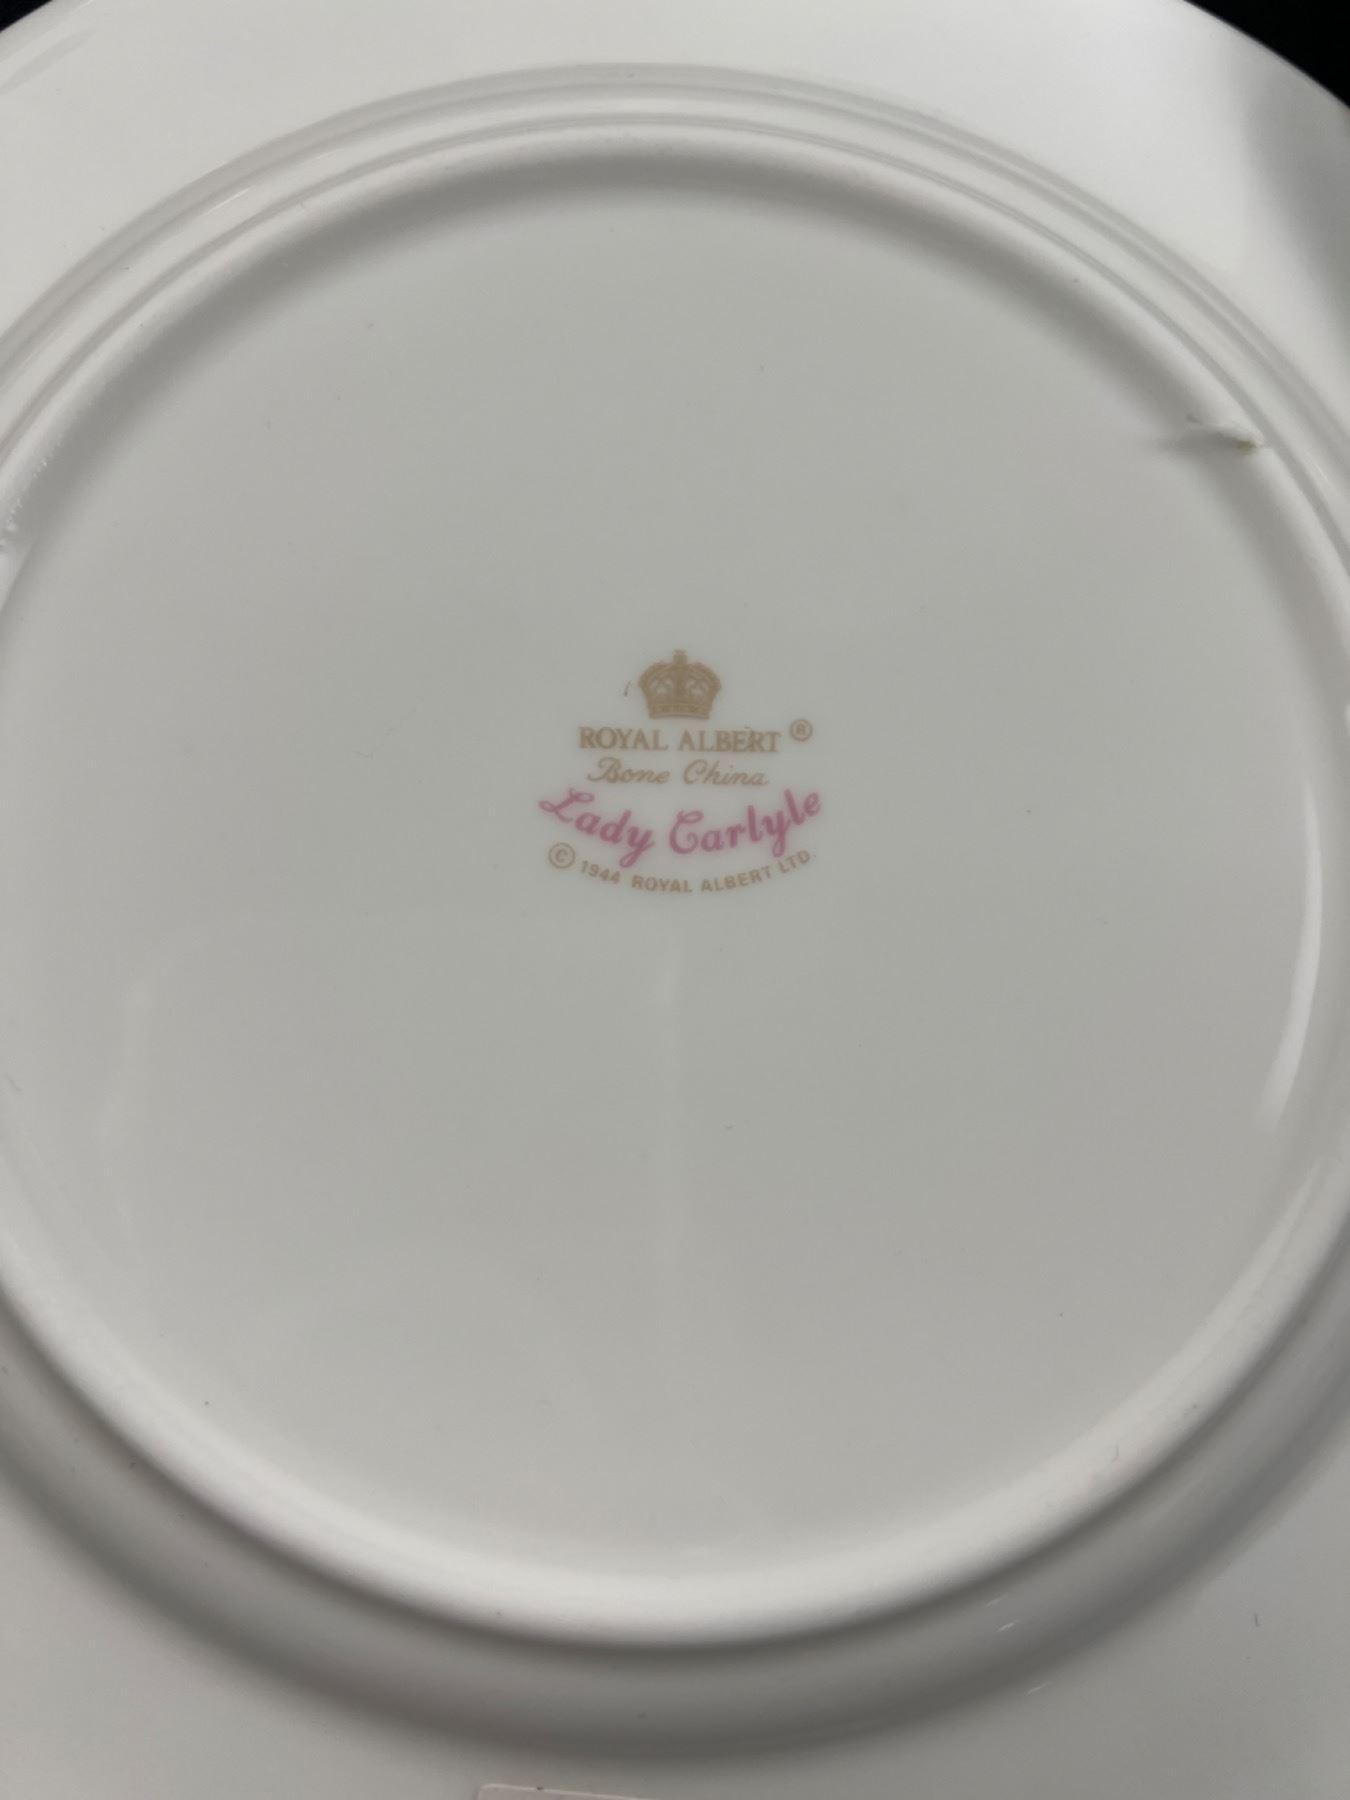 ROYAL ALBERT ®
Bone China
Lady Carlyle
© 1944 ROYAL ALBERT LTD.